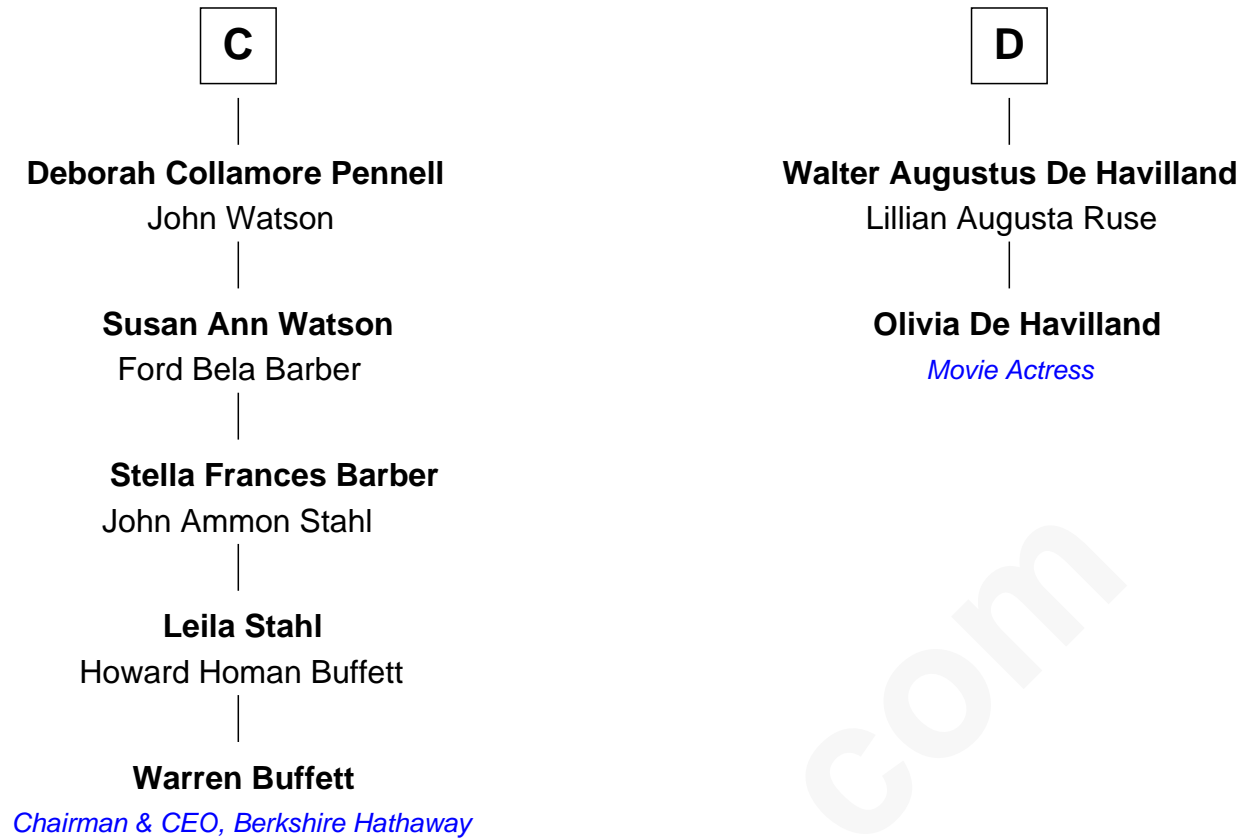 C
Deborah Collamore Pennell
John Watson
Susan Ann Watson
Ford Bela Barber
Stella Frances Barber
John Ammon Stahl
Leila Stahl
Howard Homan Buffett
Warren Buffett
Chairman & CEO, Berkshire Hathaway
D
Walter Augustus De Havilland
Lillian Augusta Ruse
Olivia De Havilland
Movie Actress
com